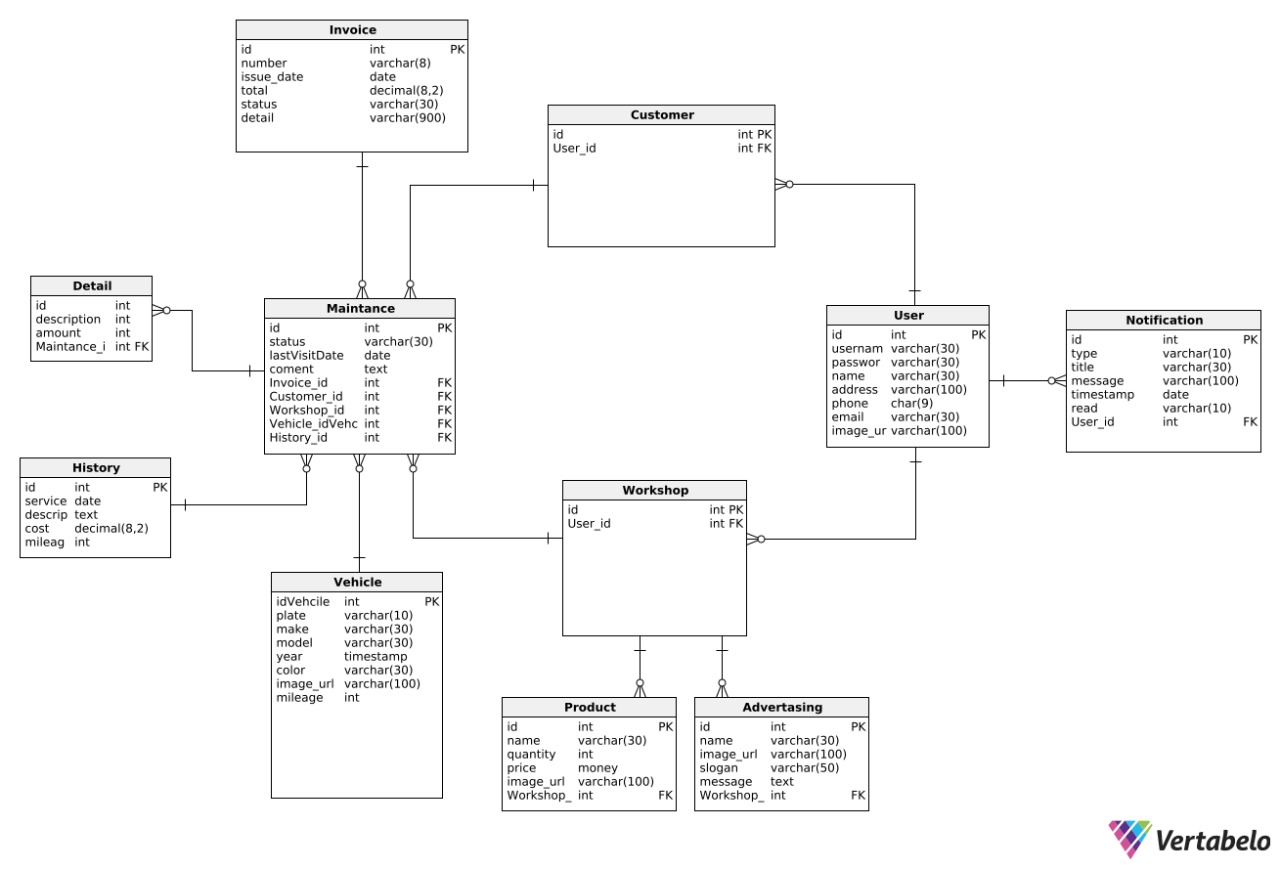 Invoice
id int PK
number varchar(8)
issue_date date
total decimal(8,2)
status varchar(30)
detail varchar(900)
Customer
id int PK
User_id int FK
Detail
id int
description int
amount int
Maintance_i int FK
Maintance
id int PK
status varchar(30)
lastVisitDate date
coment text
Invoice_id int FK
Customer_id int FK
Workshop_id int FK
Vehicle_idVehc int FK
History_id int FK
User
id int PK
usernam varchar(30)
passwor varchar(30)
name varchar(30)
address varchar(100)
phone char(9)
email varchar(30)
image_ur varchar(100)
Notification
id int PK
type varchar(10)
title varchar(30)
message varchar(100)
timestamp date
read varchar(10)
User_id int FK
History
id int PK
service date
descrip text
cost decimal(8,2)
mileag int
Workshop
id int PK
User_id int FK
Vehicle
idVehcile int PK
plate varchar(10)
make varchar(30)
model varchar(30)
year timestamp
color varchar(30)
image_url varchar(100)
mileage int
Product
id int PK
name varchar(30)
quantity int
price money
image_url varchar(100)
Workshop_ int FK
Advertasing
id int PK
name varchar(30)
image_url varchar(100)
slogan varchar(50)
message text
Workshop_ int FK
Vertabelo